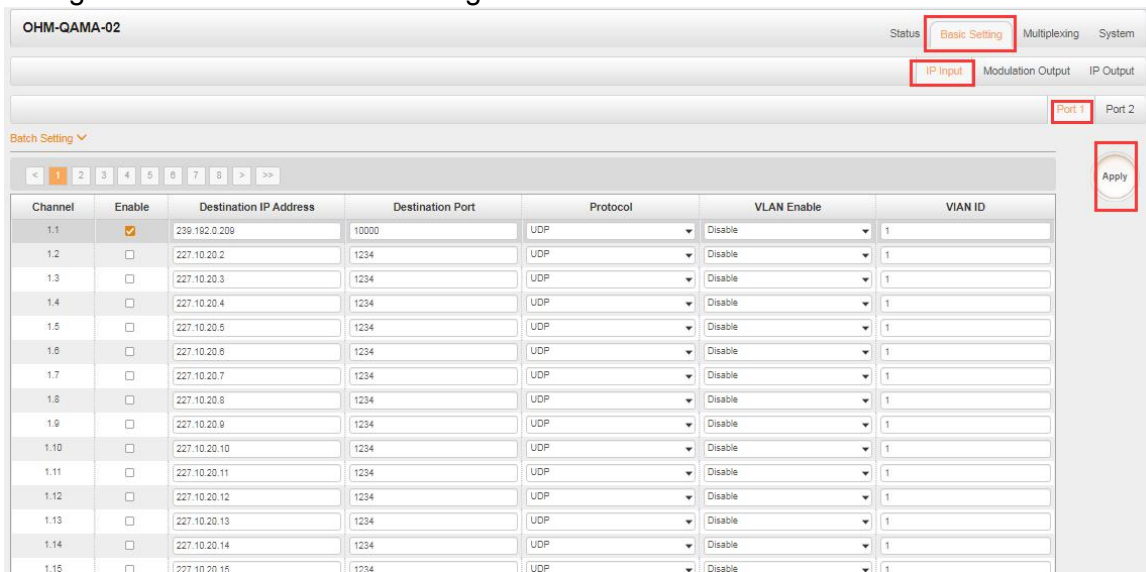 OHM-QAMA-02
Status Basic Setting Multiplexing System
IP Input Modulation Output IP Output
Port 1 Port 2
Batch Setting
< 1 2 3 4 5 6 7 8 > >>
Apply
Channel Enable Destination IP Address Destination Port Protocol VLAN Enable VIAN ID
1.1 239.192.0.209 10000 UDP Disable 1
1.2 227.10.20.2 1234 UDP Disable 1
1.3 227.10.20.3 1234 UDP Disable 1
1.4 227.10.20.4 1234 UDP Disable 1
1.5 227.10.20.5 1234 UDP Disable 1
1.6 227.10.20.6 1234 UDP Disable 1
1.7 227.10.20.7 1234 UDP Disable 1
1.8 227.10.20.8 1234 UDP Disable 1
1.9 227.10.20.9 1234 UDP Disable 1
1.10 227.10.20.10 1234 UDP Disable 1
1.11 227.10.20.11 1234 UDP Disable 1
1.12 227.10.20.12 1234 UDP Disable 1
1.13 227.10.20.13 1234 UDP Disable 1
1.14 227.10.20.14 1234 UDP Disable 1
1.15 227.10.20.15 1234 UDP Disable 1